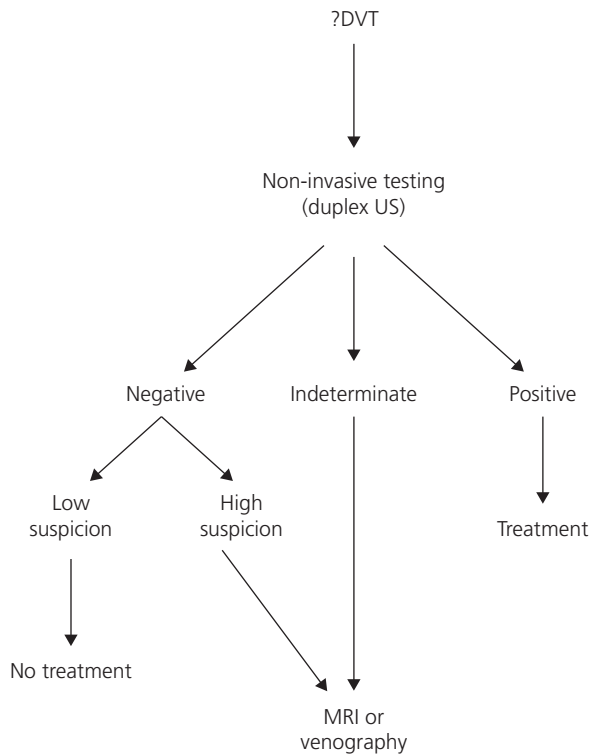 ?DVT
Non-invasive testing
(duplex US)
Negative
Indeterminate
Positive
Low
suspicion
High
suspicion
Treatment
No treatment
MRI or
venography